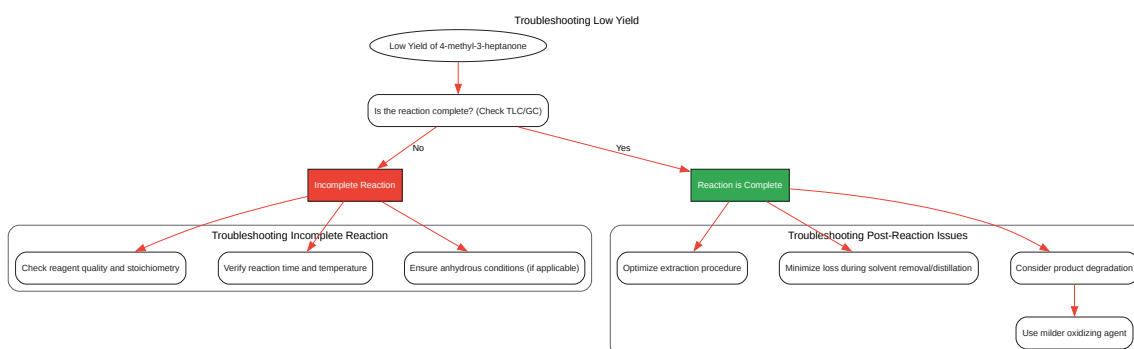 Troubleshooting Low Yield
Low Yield of 4-methyl-3-heptanone
Is the reaction complete? (Check TLC/GC)
No
Yes
Incomplete Reaction
Reaction is Complete
Troubleshooting Incomplete Reaction
Check reagent quality and stoichiometry
Verify reaction time and temperature
Ensure anhydrous conditions (if applicable)
Troubleshooting Post-Reaction Issues
Optimize extraction procedure
Minimize loss during solvent removal/distillation
Consider product degradation
Use milder oxidizing agent